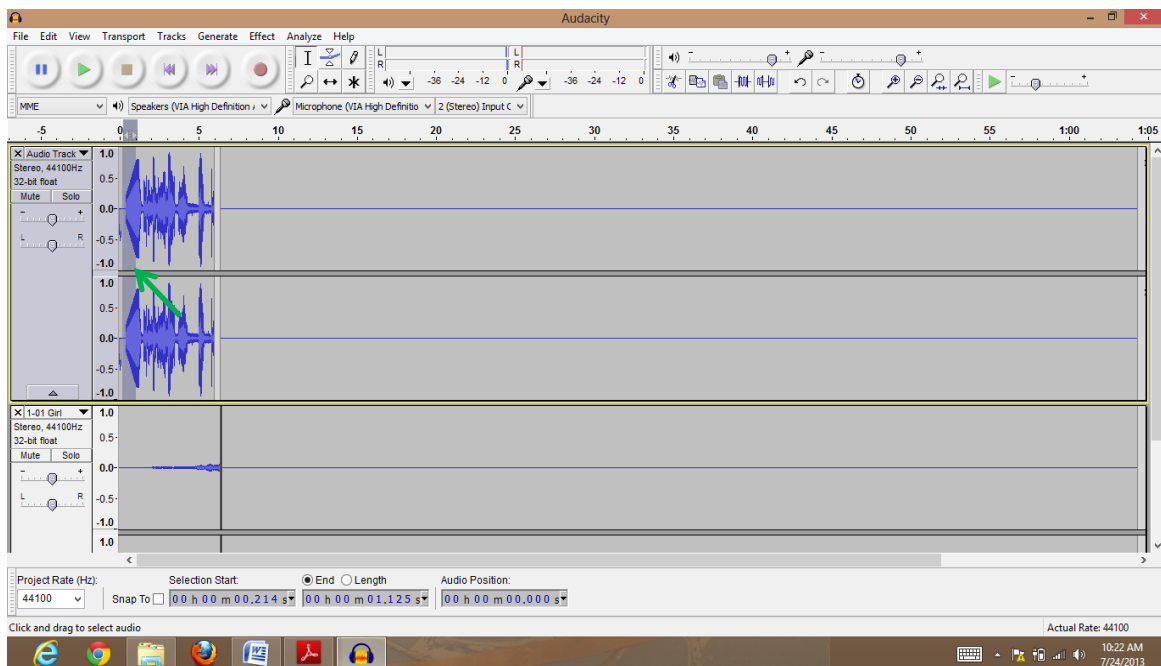 Audacity
File Edit View Transport Tracks Generate Effect Analyze Help
L
R
L
R
-36 -24 -12 0
-36 -24 -12 0
MME
Speakers (VIA High Definition /
Microphone (VIA High Definitio
2 (Stereo) Input C
-5 0 5 10 15 20 25 30 35 40 45 50 55 1:00 1:05
X Audio Track
Stereo, 44100Hz
32-bit float
Mute Solo
- +
L R
1.0
0.5
0.0
-0.5
-1.0
1.0
0.5
0.0
-0.5
-1.0
X 1-01 Girl
Stereo, 44100Hz
32-bit float
Mute Solo
- +
L R
1.0
0.5
0.0
-0.5
-1.0
1.0
Project Rate (Hz): Selection Start: End Length Audio Position:
44100 Snap To 00 h 00 m 00.214 s 00 h 00 m 01.125 s 00 h 00 m 00.000 s
Click and drag to select audio
Actual Rate: 44100
10:22 AM
7/24/2013